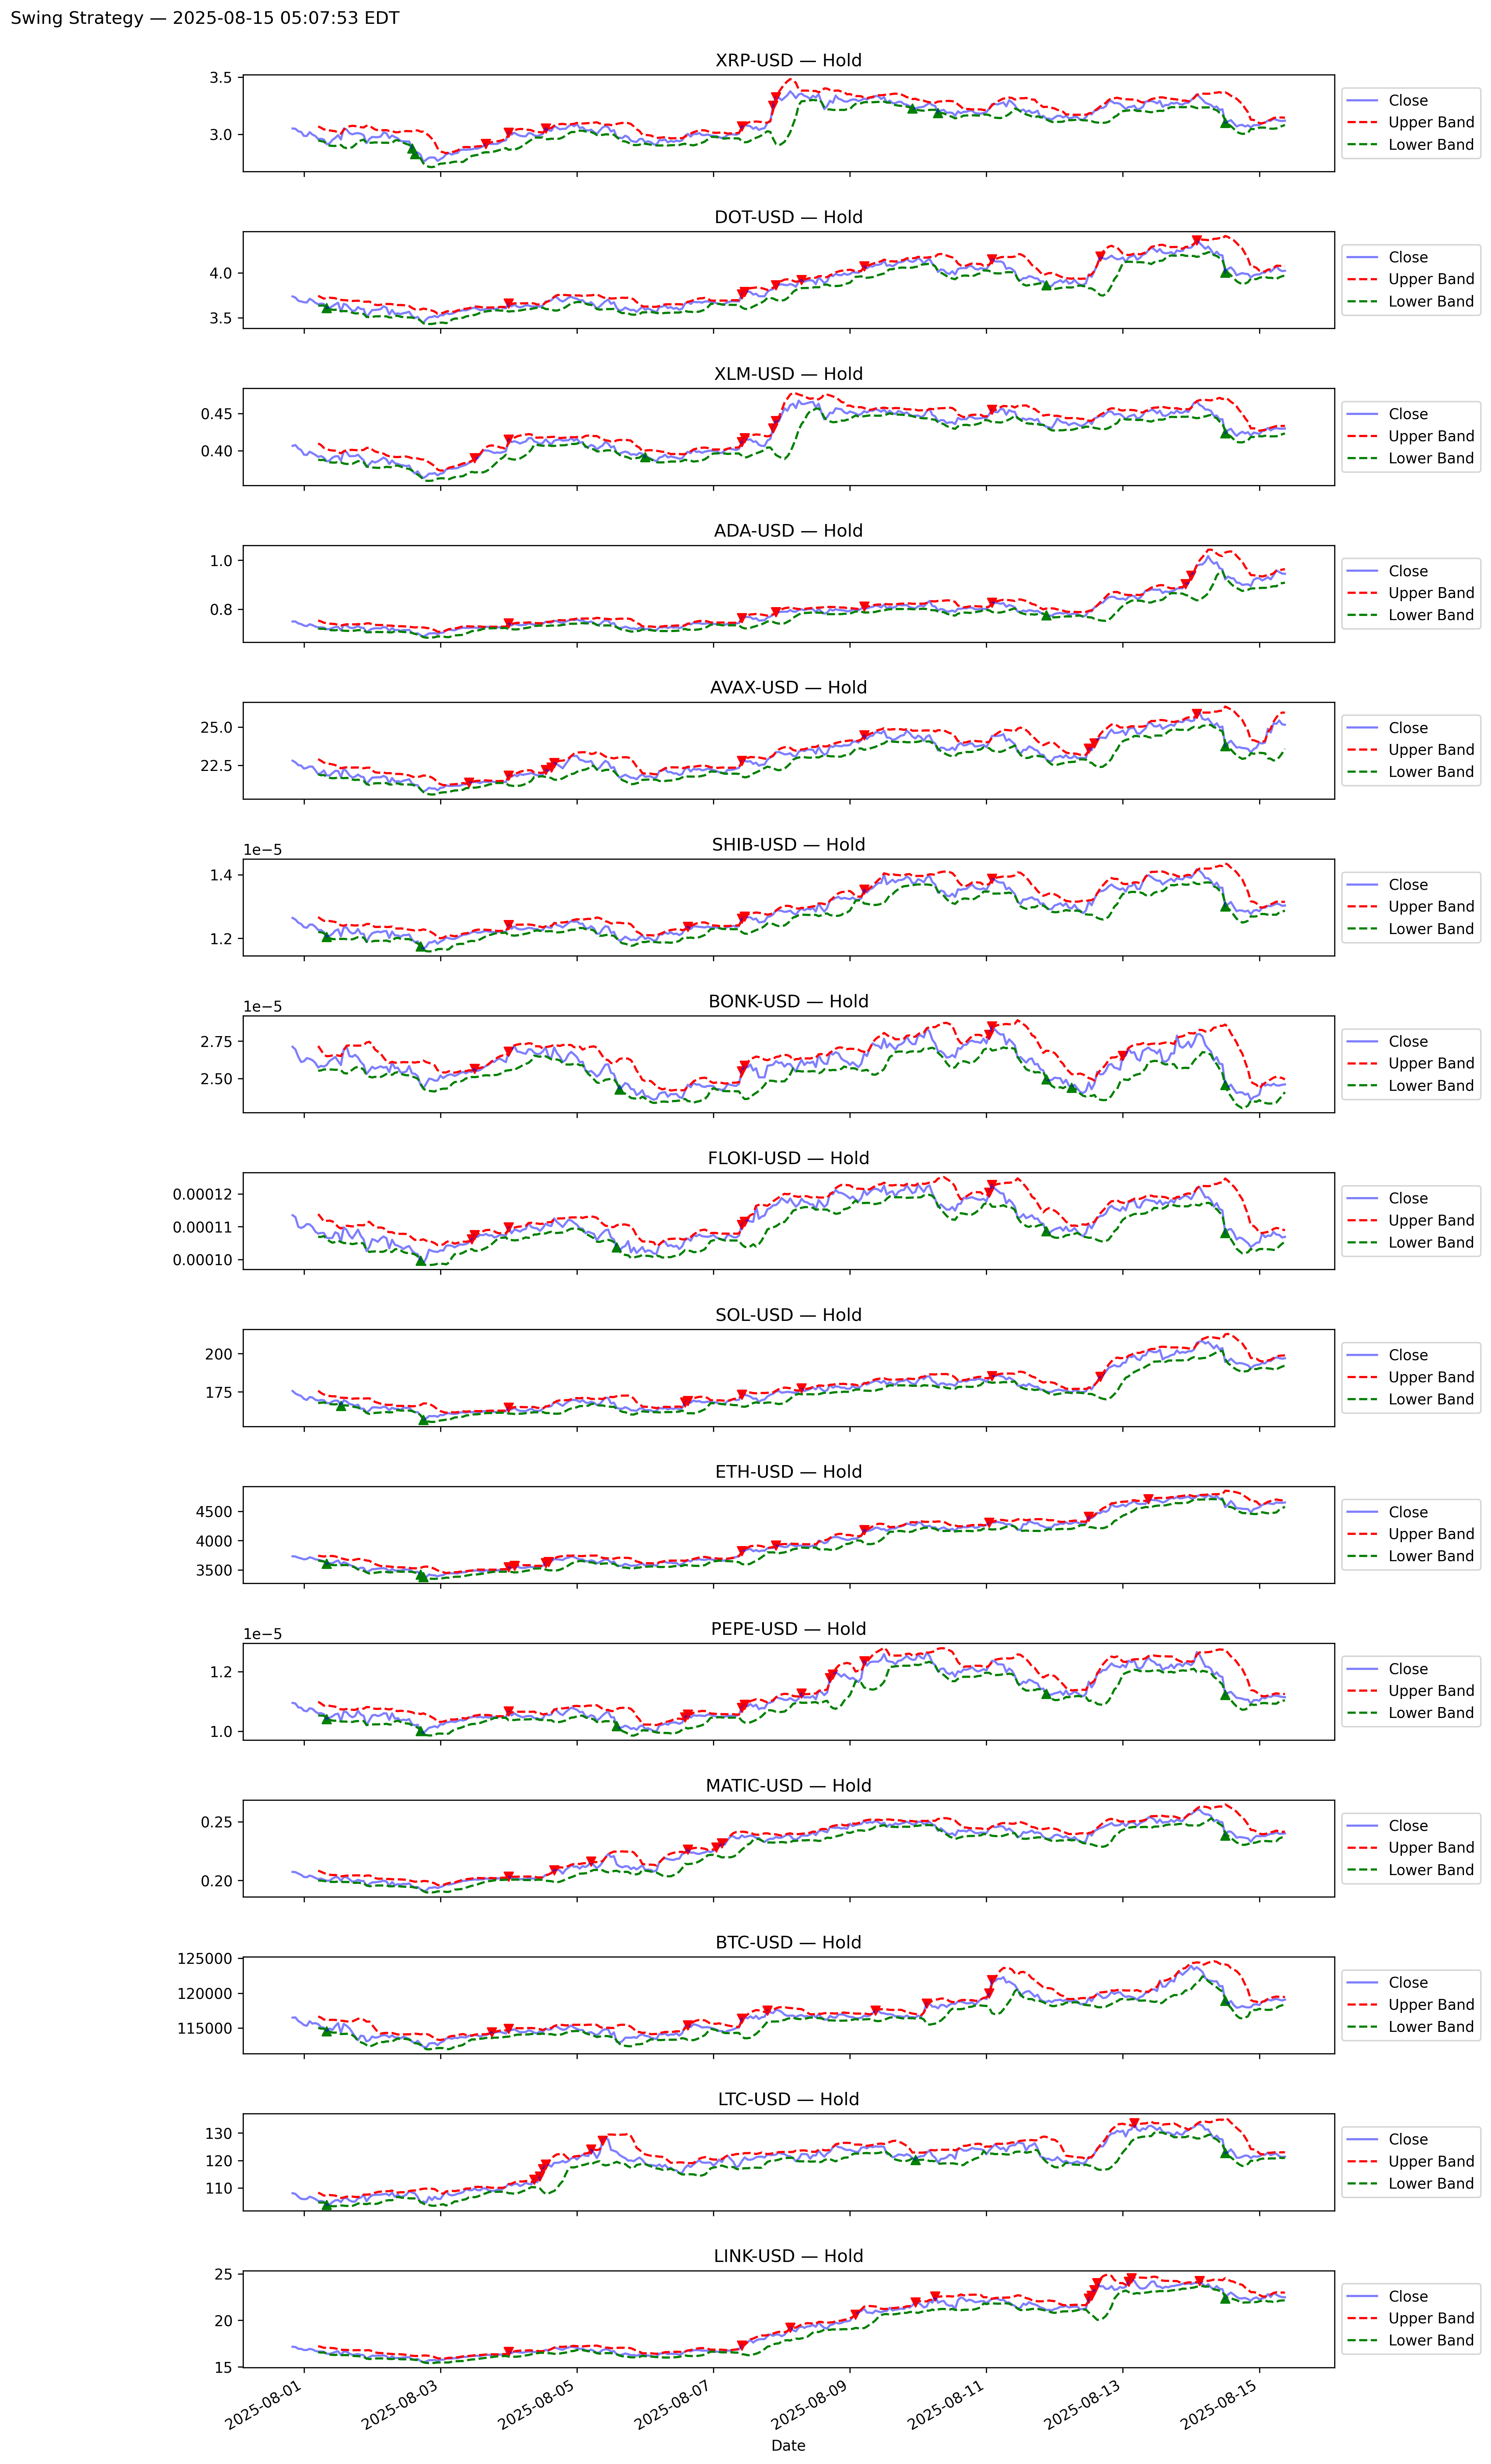 Swing Strategy — 2025-08-15 05:07:53 EDT
XRP-USD — Hold
3.5
3.0
Close
Upper Band
Lower Band
DOT-USD — Hold
4.0
3.5
Close
Upper Band
Lower Band
XLM-USD — Hold
0.45
0.40
Close
Upper Band
Lower Band
ADA-USD — Hold
1.0
0.8
Close
Upper Band
Lower Band
AVAX-USD — Hold
25.0
22.5
Close
Upper Band
Lower Band
SHIB-USD — Hold
1e−5
1.4
1.2
Close
Upper Band
Lower Band
BONK-USD — Hold
1e−5
2.75
2.50
Close
Upper Band
Lower Band
FLOKI-USD — Hold
0.00012
0.00011
0.00010
Close
Upper Band
Lower Band
SOL-USD — Hold
200
175
Close
Upper Band
Lower Band
ETH-USD — Hold
4500
4000
3500
Close
Upper Band
Lower Band
PEPE-USD — Hold
1e−5
1.2
1.0
Close
Upper Band
Lower Band
MATIC-USD — Hold
0.25
0.20
Close
Upper Band
Lower Band
BTC-USD — Hold
125000
120000
115000
Close
Upper Band
Lower Band
LTC-USD — Hold
130
120
110
Close
Upper Band
Lower Band
LINK-USD — Hold
25
20
15
Close
Upper Band
Lower Band
2025-08-01
2025-08-03
2025-08-05
2025-08-07
2025-08-09
2025-08-11
2025-08-13
2025-08-15
Date